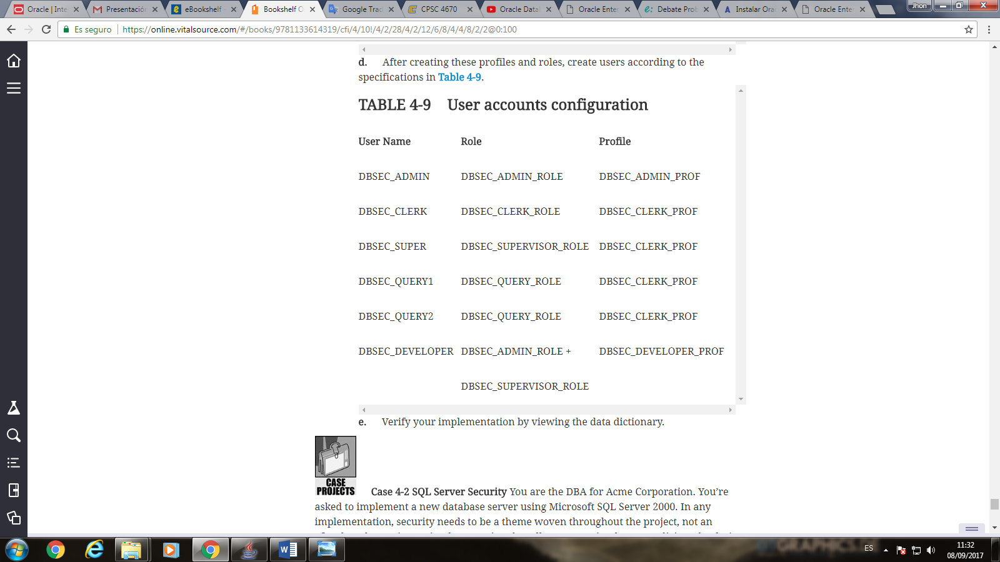 Oracle | Inte
Presentación
eBookshelf -
Bookshelf O
Google Trad
CPSC 4670
Oracle Datal
Oracle Enter
Debate Prob
Instalar Ora
Oracle Enter
Jhon
Es seguro
https://online.vitalsource.com/#/books/9781133614319/cfi/4/10!/4/2/28/4/2/12/6/8/4/4/8/2/2@0:100
d. After creating these profiles and roles, create users according to the
specifications in Table 4-9.
TABLE 4-9 User accounts configuration
User Name Role Profile
DBSEC_ADMIN DBSEC_ADMIN_ROLE DBSEC_ADMIN_PROF
DBSEC_CLERK DBSEC_CLERK_ROLE DBSEC_CLERK_PROF
DBSEC_SUPER DBSEC_SUPERVISOR_ROLE DBSEC_CLERK_PROF
DBSEC_QUERY1 DBSEC_QUERY_ROLE DBSEC_CLERK_PROF
DBSEC_QUERY2 DBSEC_QUERY_ROLE DBSEC_CLERK_PROF
DBSEC_DEVELOPER DBSEC_ADMIN_ROLE + DBSEC_DEVELOPER_PROF
DBSEC_SUPERVISOR_ROLE
e. Verify your implementation by viewing the data dictionary.
CASE
PROJECTS
Case 4-2 SQL Server Security You are the DBA for Acme Corporation. You’re
asked to implement a new database server using Microsoft SQL Server 2000. In any
implementation, security needs to be a theme woven throughout the project, not an
ES
11:32
08/09/2017